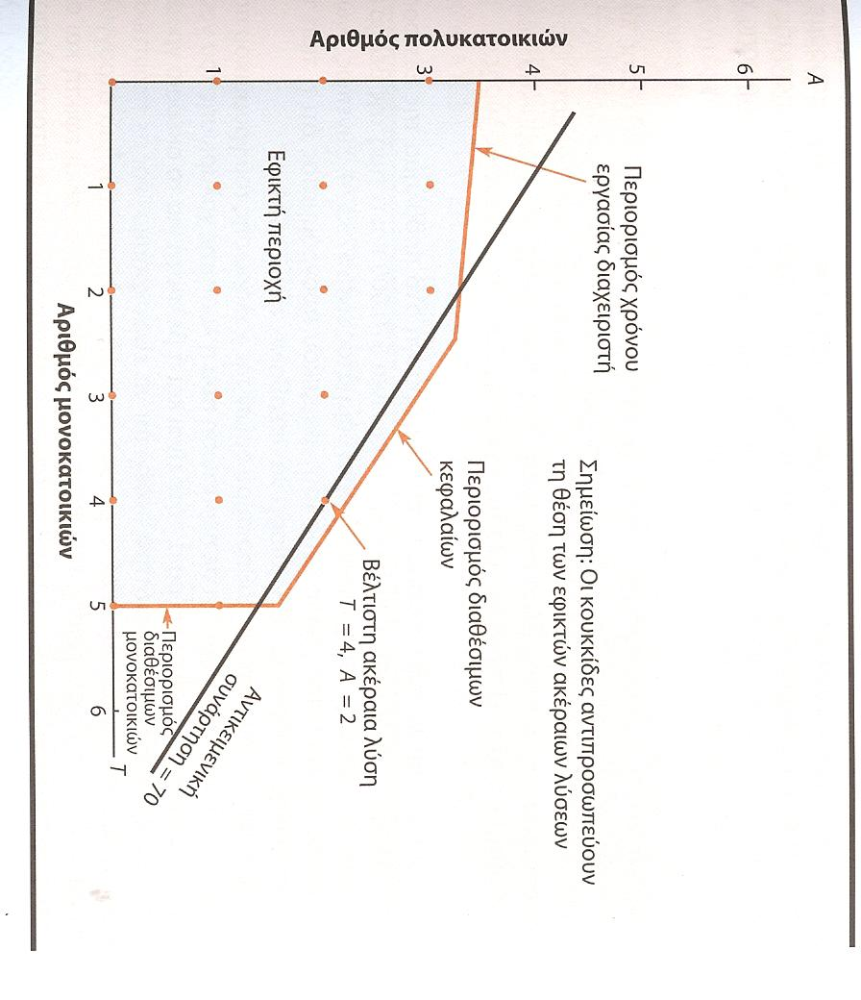 A
6
5
4
3
2
1
Αριθμός πολυκατοικιών
Περιορισμός χρόνου
εργασίας διαχειριστή
Σημείωση: Οι κουκκίδες αντιπροσωπεύουν
τη θέση των εφικτών ακέραιων λύσεων
Περιορισμός διαθέσιμων
κεφαλαίων
Βέλτιστη ακέραια λύση
T = 4, A = 2
Εφικτή περιοχή
Αντικειμενική
συνάρτηση = 70
Περιορισμός
διαθέσιμων
μονοκατοικιών
1
2
3
4
5
6
T
Αριθμός μονοκατοικιών